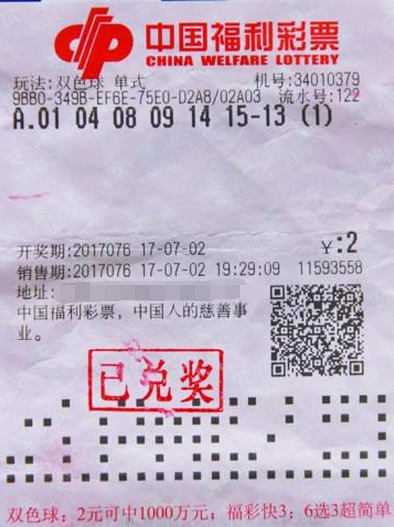 中国福利彩票
CHINA WELFARE LOTTERY
玩法:双色球 单式 机号:34010379
9BB0-349B-EF6E-75E0-D2A8/02A03 流水号:122
A.01 04 08 09 14 15-13 (1)
开奖期:2017076 17-07-02 ¥:2
销售期:2017076 17-07-02 19:29:09 11593558
地址:
中国福利彩票，中国人的慈善事
业。
已兑奖
双色球：2元可中1000万元；福彩快3：6选3超简单